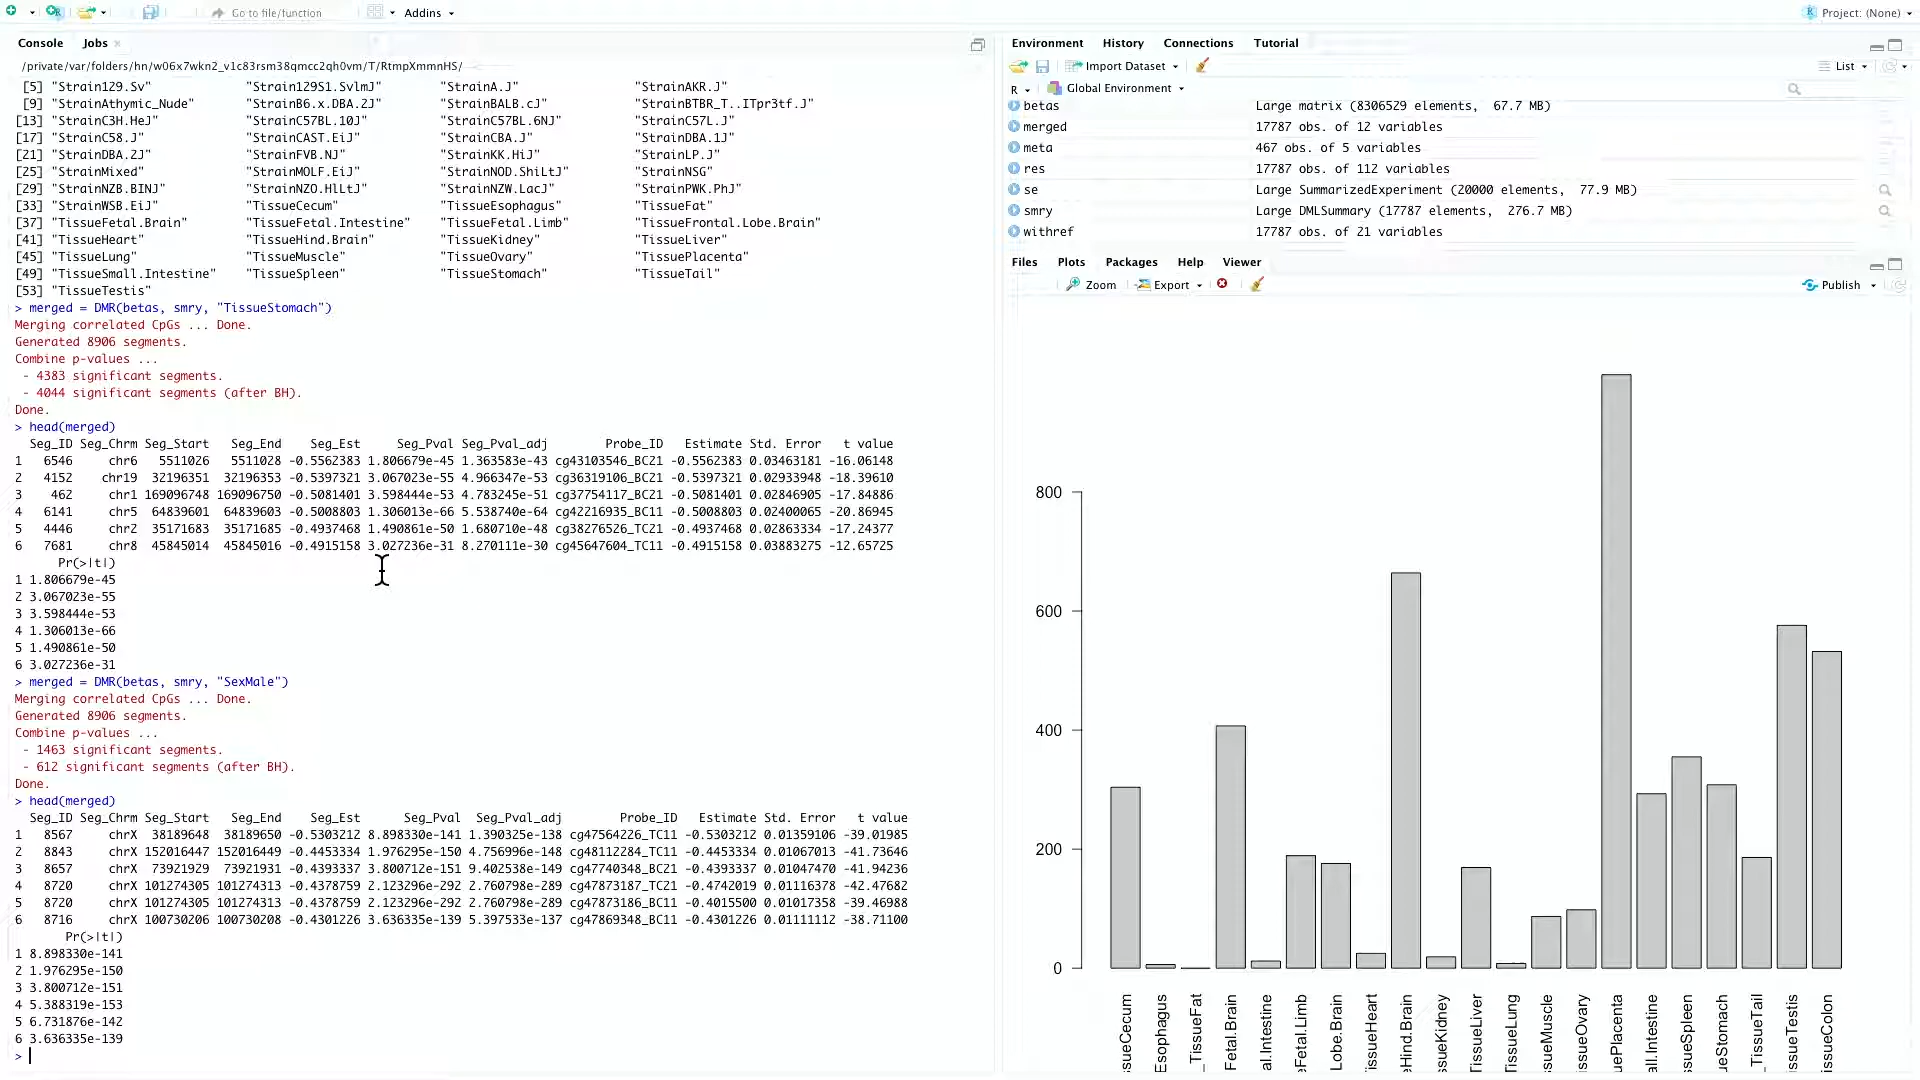 Go to file/function
Addins
Project: (None)
Console Jobs
/private/var/folders/hn/w06x7wkn2_v1c83rsm38qmcc2qh0vm/T/RtmpXmmnHS/
[5] "Strain129.Sv" "Strain129S1.SvlmJ" "StrainA.J" "StrainAKR.J"
[9] "StrainAthymic_Nude" "StrainB6.x.DBA.2J" "StrainBALB.cJ" "StrainBTBR_T..ITpr3tf.J"
[13] "StrainC3H.HeJ" "StrainC57BL.10J" "StrainC57BL.6NJ" "StrainC57L.J"
[17] "StrainC58.J" "StrainCAST.EiJ" "StrainCBA.J" "StrainDBA.1J"
[21] "StrainDBA.2J" "StrainFVB.NJ" "StrainKK.HiJ" "StrainLP.J"
[25] "StrainMixed" "StrainMOLF.EiJ" "StrainNOD.ShiLtJ" "StrainNSG"
[29] "StrainNZB.BINJ" "StrainNZO.HlLtJ" "StrainNZW.LacJ" "StrainPWK.PhJ"
[33] "StrainWSB.EiJ" "TissueCecum" "TissueEsophagus" "TissueFat"
[37] "TissueFetal.Brain" "TissueFetal.Intestine" "TissueFetal.Limb" "TissueFrontal.Lobe.Brain"
[41] "TissueHeart" "TissueHind.Brain" "TissueKidney" "TissueLiver"
[45] "TissueLung" "TissueMuscle" "TissueOvary" "TissuePlacenta"
[49] "TissueSmall.Intestine" "TissueSpleen" "TissueStomach" "TissueTail"
[53] "TissueTestis"
> merged = DMR(betas, smry, "TissueStomach")
Merging correlated CpGs ... Done.
Generated 8906 segments.
Combine p-values ...
- 4383 significant segments.
- 4044 significant segments (after BH).
Done.
> head(merged)
Seg_ID Seg_Chrm Seg_Start Seg_End Seg_Est Seg_Pval Seg_Pval_adj Probe_ID Estimate Std. Error t value
1 6546 chr6 5511026 5511028 -0.5562383 1.806679e-45 1.363583e-43 cg43103546_BC21 -0.5562383 0.03463181 -16.06148
2 4152 chr19 32196351 32196353 -0.5397321 3.067023e-55 4.966347e-53 cg36319106_BC21 -0.5397321 0.02933948 -18.39610
3 462 chr1 169096748 169096750 -0.5081401 3.598444e-53 4.783245e-51 cg37754117_BC21 -0.5081401 0.02846905 -17.84886
4 6141 chr5 64839601 64839603 -0.5008803 1.306013e-66 5.538740e-64 cg42216935_BC11 -0.5008803 0.02400065 -20.86945
5 4446 chr2 35171683 35171685 -0.4937468 1.490861e-50 1.680710e-48 cg38276526_TC21 -0.4937468 0.02863334 -17.24377
6 7681 chr8 45845014 45845016 -0.4915158 3.027236e-31 8.270111e-30 cg45647604_TC11 -0.4915158 0.03883275 -12.65725
Pr(>|t|)
1 1.806679e-45
2 3.067023e-55
3 3.598444e-53
4 1.306013e-66
5 1.490861e-50
6 3.027236e-31
> merged = DMR(betas, smry, "SexMale")
Merging correlated CpGs ... Done.
Generated 8906 segments.
Combine p-values ...
- 1463 significant segments.
- 612 significant segments (after BH).
Done.
> head(merged)
Seg_ID Seg_Chrm Seg_Start Seg_End Seg_Est Seg_Pval Seg_Pval_adj Probe_ID Estimate Std. Error t value
1 8567 chrX 38189648 38189650 -0.5303212 8.898330e-141 1.390325e-138 cg47564226_TC11 -0.5303212 0.01359106 -39.01985
2 8843 chrX 152016447 152016449 -0.4453334 1.976295e-150 4.756996e-148 cg48112284_TC11 -0.4453334 0.01067013 -41.73646
3 8657 chrX 73921929 73921931 -0.4393337 3.800712e-151 9.402538e-149 cg47740348_BC21 -0.4393337 0.01047470 -41.94236
4 8720 chrX 101274305 101274313 -0.4378759 2.123296e-292 2.760798e-289 cg47873187_TC21 -0.4742019 0.01116378 -42.47682
5 8720 chrX 101274305 101274313 -0.4378759 2.123296e-292 2.760798e-289 cg47873186_BC11 -0.4015500 0.01017358 -39.46988
6 8716 chrX 100730206 100730208 -0.4301226 3.636335e-139 5.397533e-137 cg47869348_BC11 -0.4301226 0.01111112 -38.71100
Pr(>|t|)
1 8.898330e-141
2 1.976295e-150
3 3.800712e-151
4 5.388319e-153
5 6.731876e-142
6 3.636335e-139
>
Environment History Connections Tutorial
Import Dataset
List
R
Global Environment
betas Large matrix (8306529 elements, 67.7 MB)
merged 17787 obs. of 12 variables
meta 467 obs. of 5 variables
res 17787 obs. of 112 variables
se Large SummarizedExperiment (20000 elements, 77.9 MB)
smry Large DMLSummary (17787 elements, 276.7 MB)
withref 17787 obs. of 21 variables
Files Plots Packages Help Viewer
Zoom Export Publish
800
600
400
200
0
ssueCecum
Esophagus
_TissueFat
Fetal.Brain
al.Intestine
eFetal.Limb
Lobe.Brain
issueHeart
eHind.Brain
sueKidney
issueLiver
issueLung
sueMuscle
sueOvary
uePlacenta
all.Intestine
sueSpleen
ueStomach
_TissueTail
ssueTestis
ssueColon